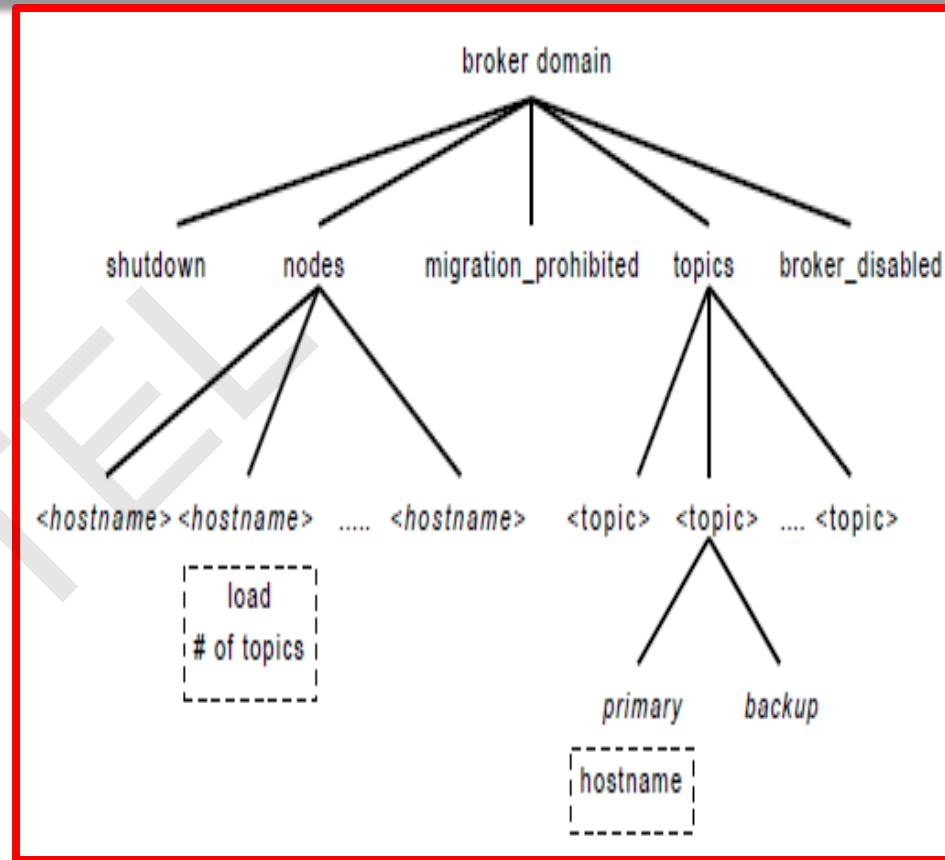 broker domain
shutdown nodes migration_prohibited topics broker_disabled
<hostname> <hostname> ..... <hostname> <topic> <topic> .... <topic>
load
# of topics
primary backup
hostname